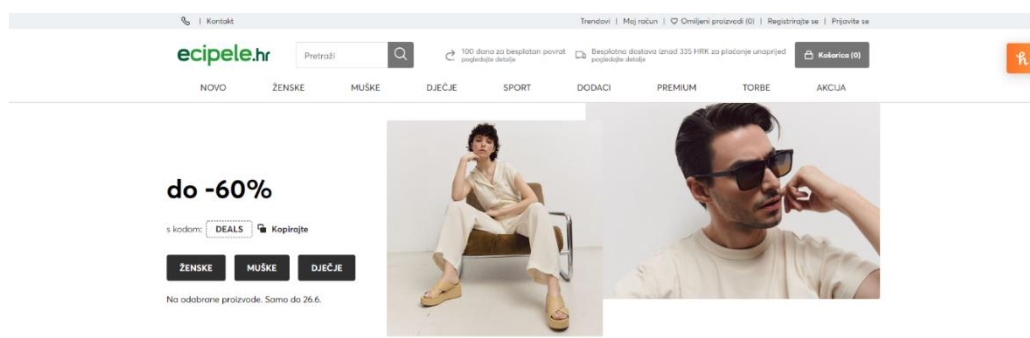 | Kontakt
Trendovi | Moj račun | Omiljeni proizvodi (0) | Registrirajte se | Prijavite se
ecipele.hr
Pretraži
100 dana za besplatan povrat
pogledajte detalje
Besplatna dostava iznad 335 HRK za plaćanje unaprijed
pogledajte detalje
Košarica (0)
NOVO ŽENSKE MUŠKE DJEČJE SPORT DODACI PREMIUM TORBE AKCIJA
do -60%
s kodom: DEALS Kopirajte
ŽENSKE MUŠKE DJEČJE
Na odabrane proizvode. Samo do 26.6.